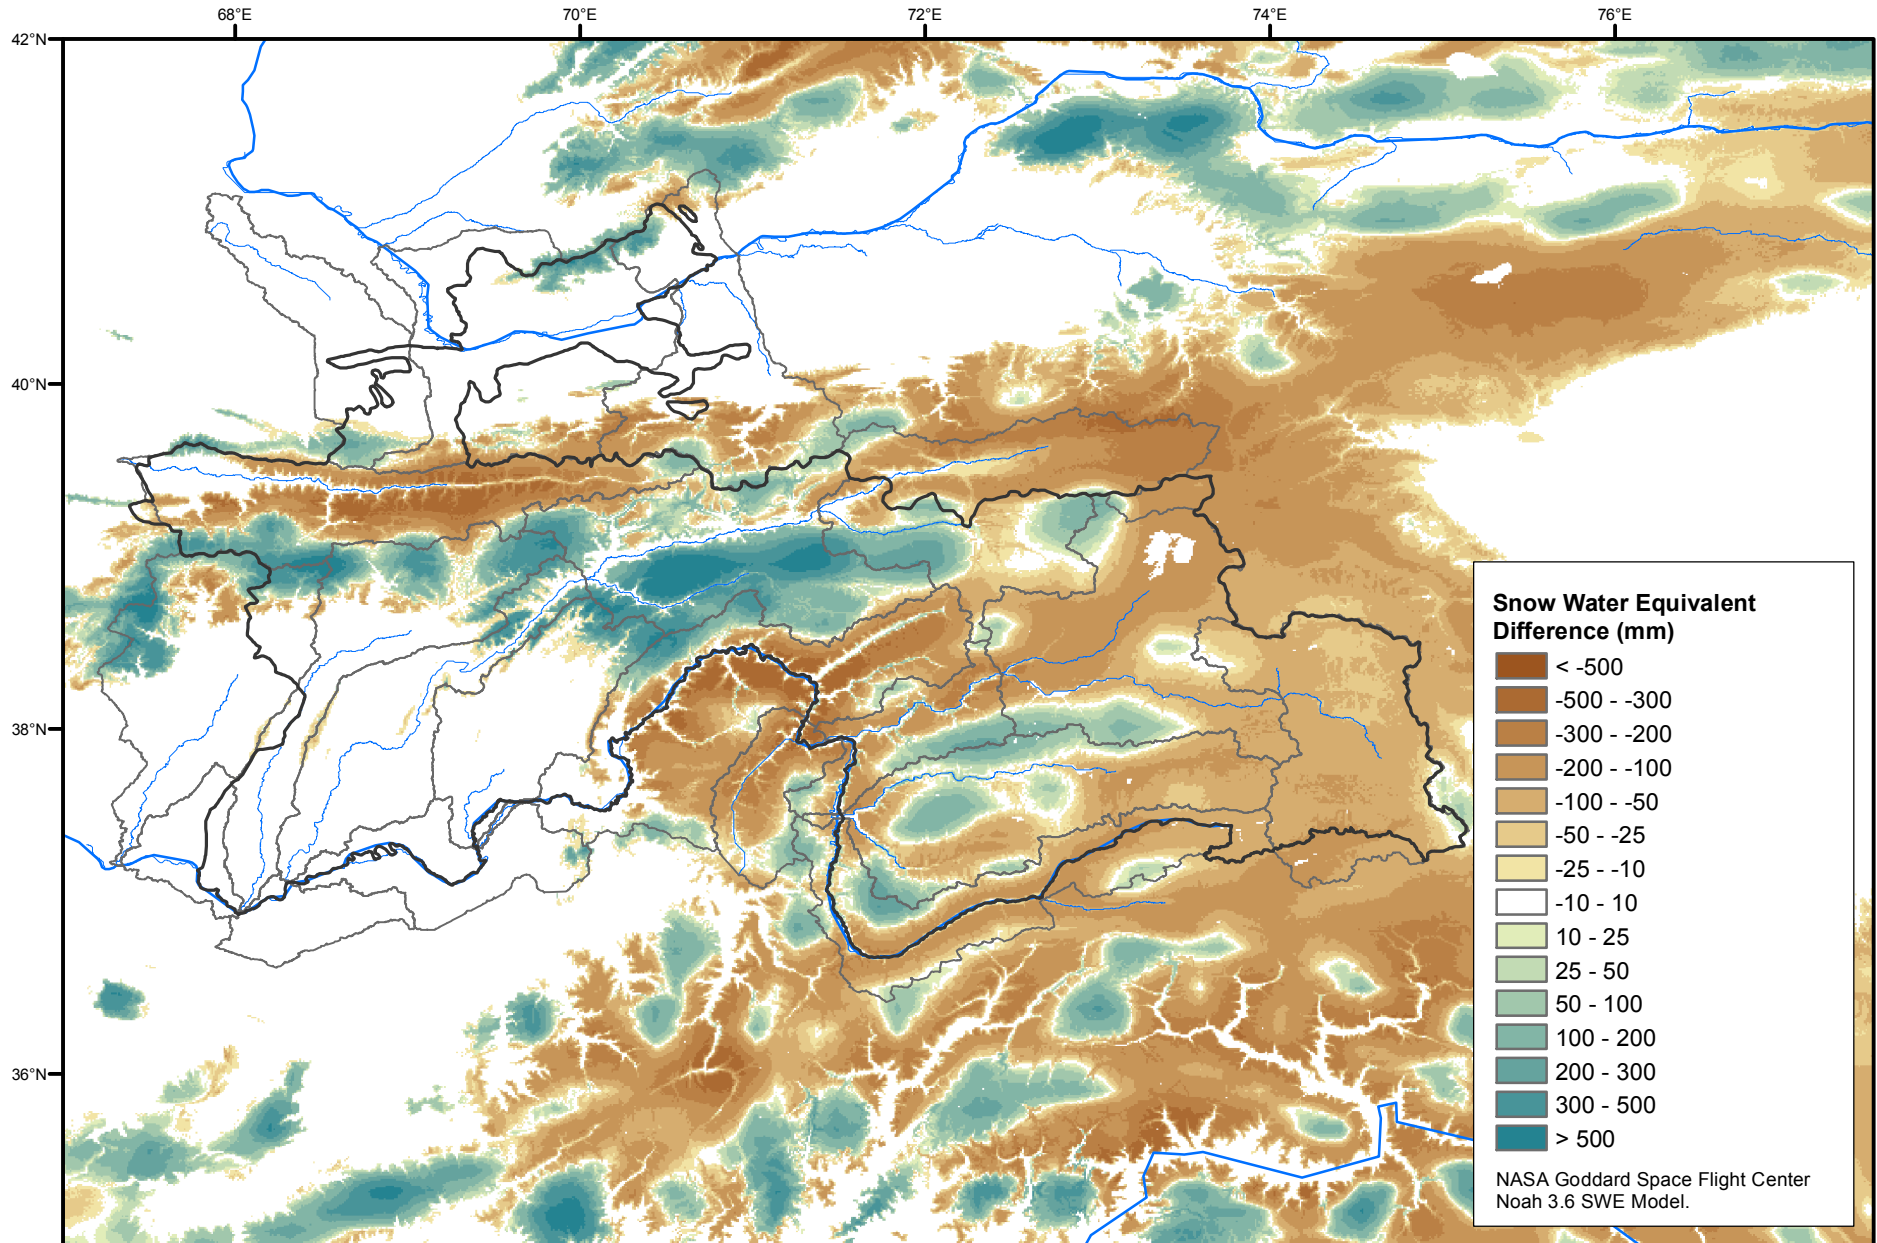 68°E
70°E
72°E
74°E
76°E
42°N
40°N
38°N
36°N
Snow Water Equivalent
Difference (mm)
< -500
-500 - -300
-300 - -200
-200 - -100
-100 - -50
-50 - -25
-25 - -10
-10 - 10
10 - 25
25 - 50
50 - 100
100 - 200
200 - 300
300 - 500
> 500
NASA Goddard Space Flight Center
Noah 3.6 SWE Model.